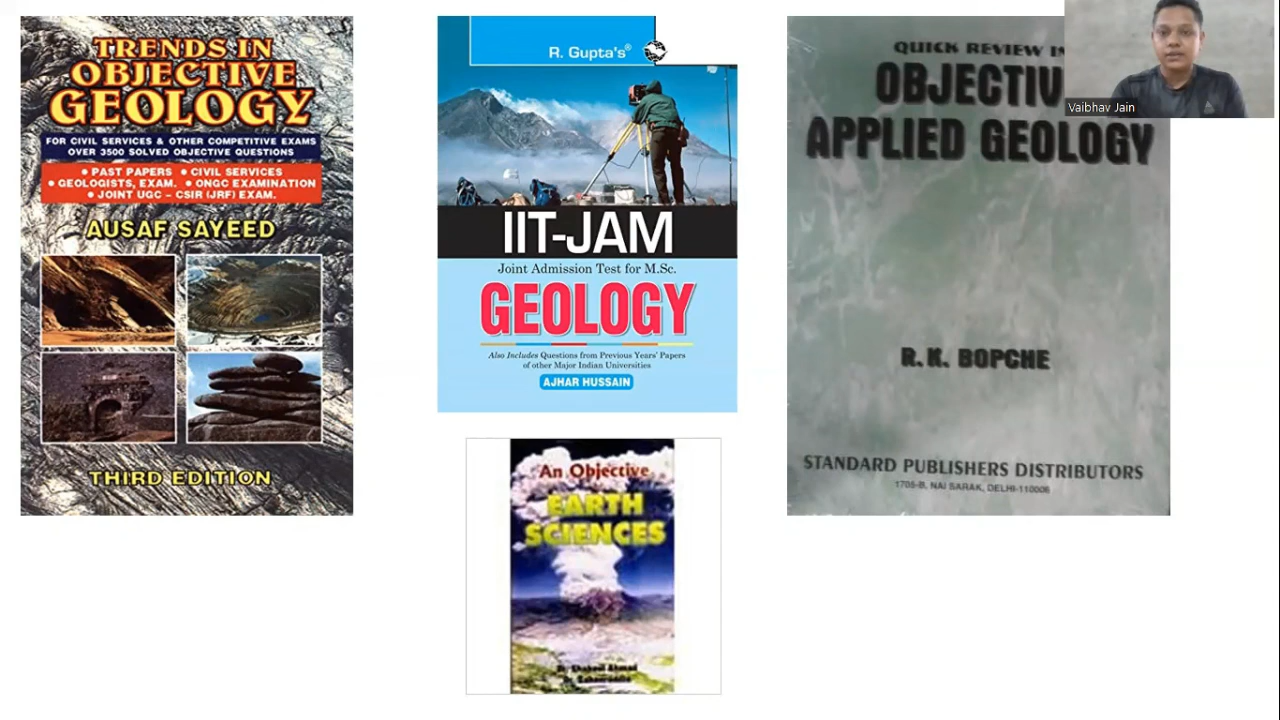 TRENDS IN
OBJECTIVE
GEOLOGY
FOR CIVIL SERVICES & OTHER COMPETITIVE EXAMS
OVER 3500 SOLVED OBJECTIVE QUESTIONS
• PAST PAPERS • CIVIL SERVICES
• GEOLOGISTS, EXAM. • ONGC EXAMINATION
• JOINT UGC – CSIR (JRF) EXAM.
AUSAF SAYEED
THIRD EDITION
R. Gupta's®
IIT-JAM
Joint Admission Test for M.Sc.
GEOLOGY
Also Includes Questions from Previous Years' Papers
of other Major Indian Universities
AJHAR HUSSAIN
An Objective
EARTH
SCIENCES
Dr. Shakeel Ahmad
QUICK REVIEW IN
OBJECTIV
APPLIED GEOLOGY
R. K. BOPCHE
STANDARD PUBLISHERS DISTRIBUTORS
1705-B, NAI SARAK, DELHI-110006
Vaibhav Jain